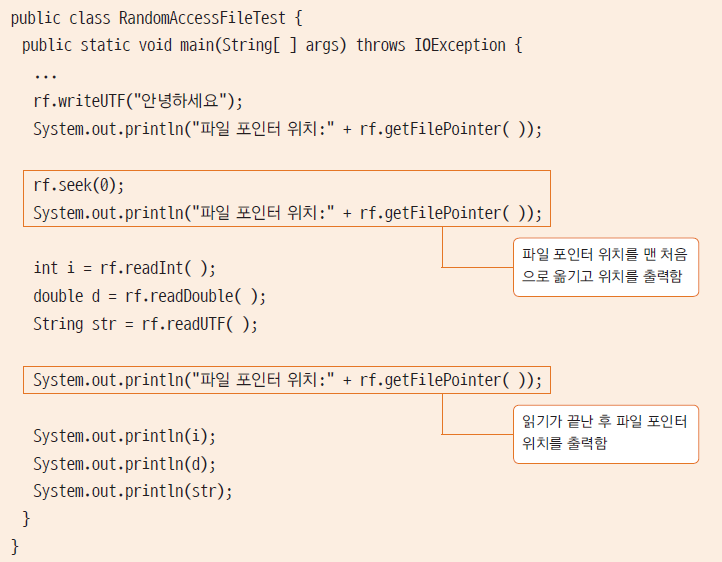 public class RandomAccessFileTest {
public static void main(String[ ] args) throws IOException {
...
rf.writeUTF("안녕하세요");
System.out.println("파일 포인터 위치:" + rf.getFilePointer( ));
rf.seek(0);
System.out.println("파일 포인터 위치:" + rf.getFilePointer( ));
파일 포인터 위치를 맨 처음
으로 옮기고 위치를 출력함
int i = rf.readInt( );
double d = rf.readDouble( );
String str = rf.readUTF( );
System.out.println("파일 포인터 위치:" + rf.getFilePointer( ));
읽기가 끝난 후 파일 포인터
위치를 출력함
System.out.println(i);
System.out.println(d);
System.out.println(str);
}
}